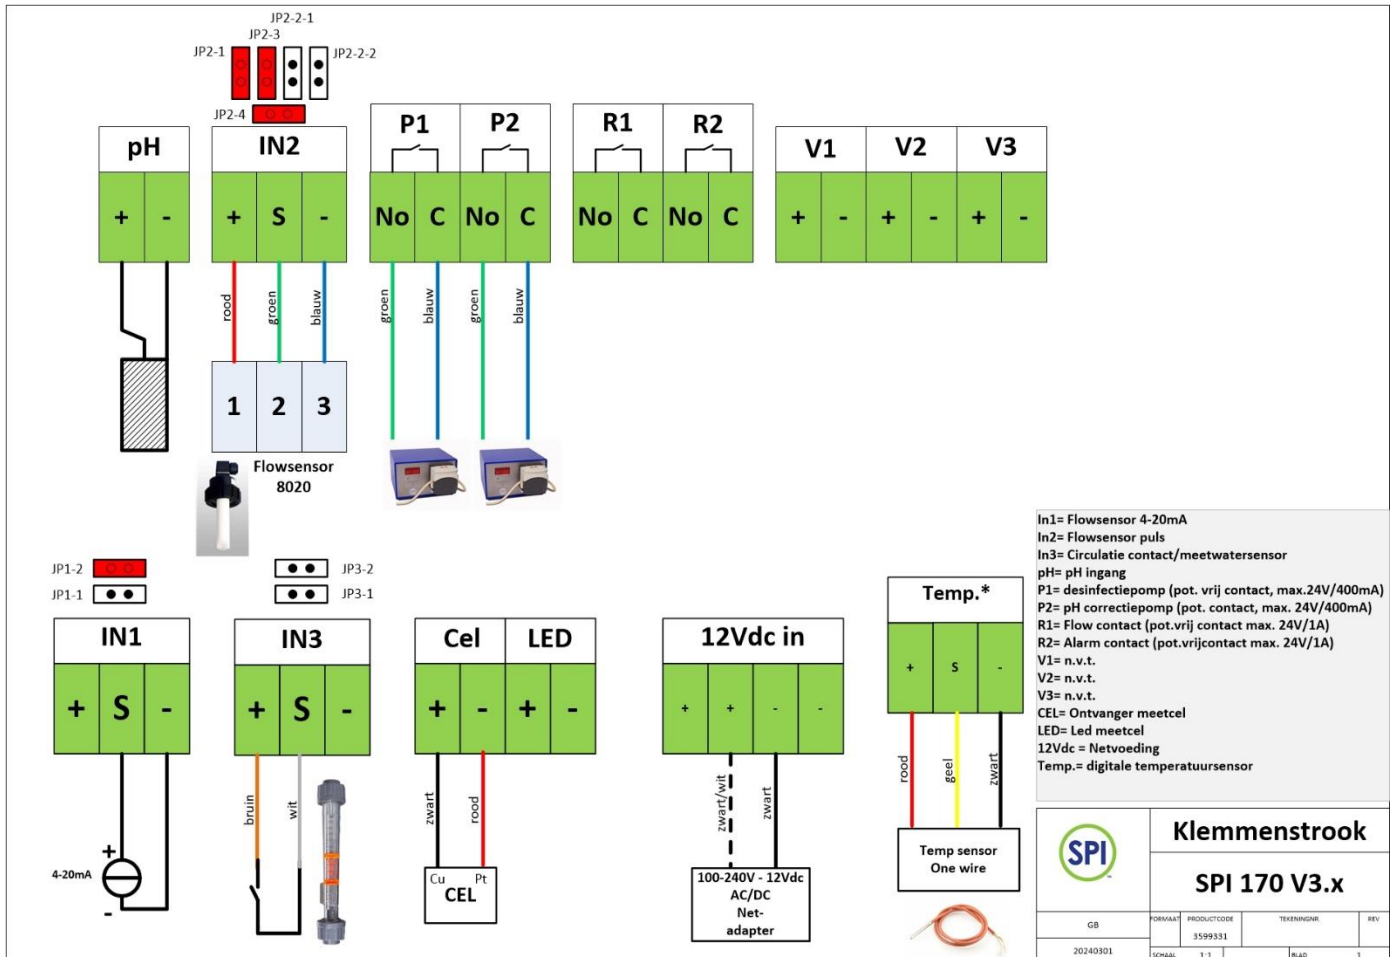 JP2-2-1
JP2-3
JP2-1
JP2-2-2
JP2-4
pH
IN2
P1
P2
R1
R2
V1
V2
V3
+ -
+ S -
No C No C
No C No C
+ - + - + -
rood
groen
blauw
groen
blauw
groen
blauw
1 2 3
Flowsensor
8020
JP1-2
JP1-1
JP3-2
JP3-1
IN1
IN3
Cel
LED
12Vdc in
Temp.*
+ S -
+ S -
+ - + -
+ + - -
+ S -
bruin
wit
zwart
rood
zwart/wit
zwart
rood
geel
zwart
+
4-20mA
-
Cu Pt
CEL
100-240V - 12Vdc
AC/DC
Net-
adapter
Temp sensor
One wire
In1= Flowsensor 4-20mA
In2= Flowsensor puls
In3= Circulatie contact/meetwatersensor
pH= pH ingang
P1= desinfectiepomp (pot. vrij contact, max.24V/400mA)
P2= pH correctiepomp (pot. contact, max. 24V/400mA)
R1= Flow contact (pot.vrij contact max. 24V/1A)
R2= Alarm contact (pot.vrijcontact max. 24V/1A)
V1= n.v.t.
V2= n.v.t.
V3= n.v.t.
CEL= Ontvanger meetcel
LED= Led meetcel
12Vdc = Netvoeding
Temp.= digitale temperatuursensor
SPI
Klemmenstrook
SPI 170 V3.x
GB
FORMAAT
PRODUCTCODE
3599331
TEKENINGNR.
REV
20240301
SCHAAL 1:1
BLAD 1